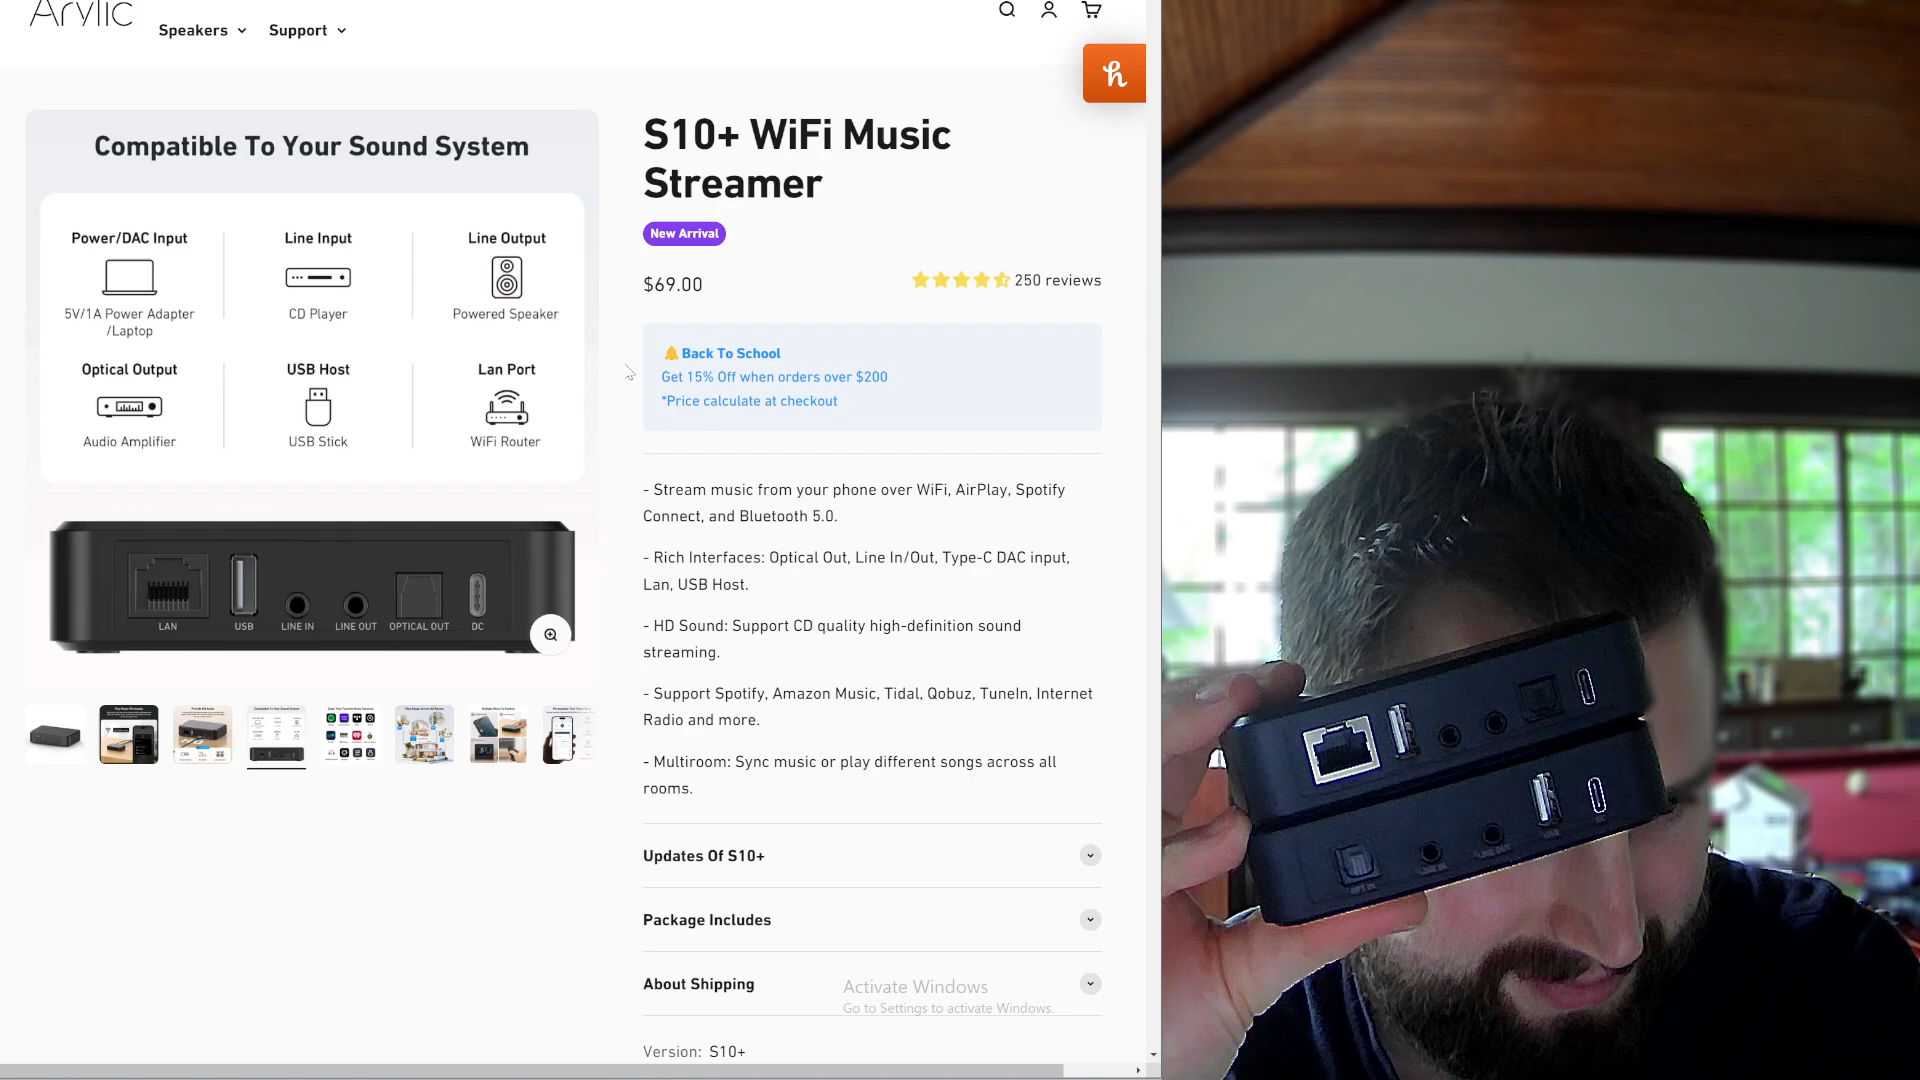 Arylic
Speakers
Support
Compatible To Your Sound System
Power/DAC Input
Line Input
Line Output
5V/1A Power Adapter
/Laptop
CD Player
Powered Speaker
Optical Output
USB Host
Lan Port
Audio Amplifier
USB Stick
WiFi Router
LAN
USB
LINE IN
LINE OUT
OPTICAL OUT
DC
S10+ WiFi Music
Streamer
New Arrival
$69.00
250 reviews
Back To School
Get 15% Off when orders over $200
*Price calculate at checkout
- Stream music from your phone over WiFi, AirPlay, Spotify
Connect, and Bluetooth 5.0.
- Rich Interfaces: Optical Out, Line In/Out, Type-C DAC input,
Lan, USB Host.
- HD Sound: Support CD quality high-definition sound
streaming.
- Support Spotify, Amazon Music, Tidal, Qobuz, TuneIn, Internet
Radio and more.
- Multiroom: Sync music or play different songs across all
rooms.
Updates Of S10+
Package Includes
About Shipping
Activate Windows
Go to Settings to activate Windows.
Version: S10+